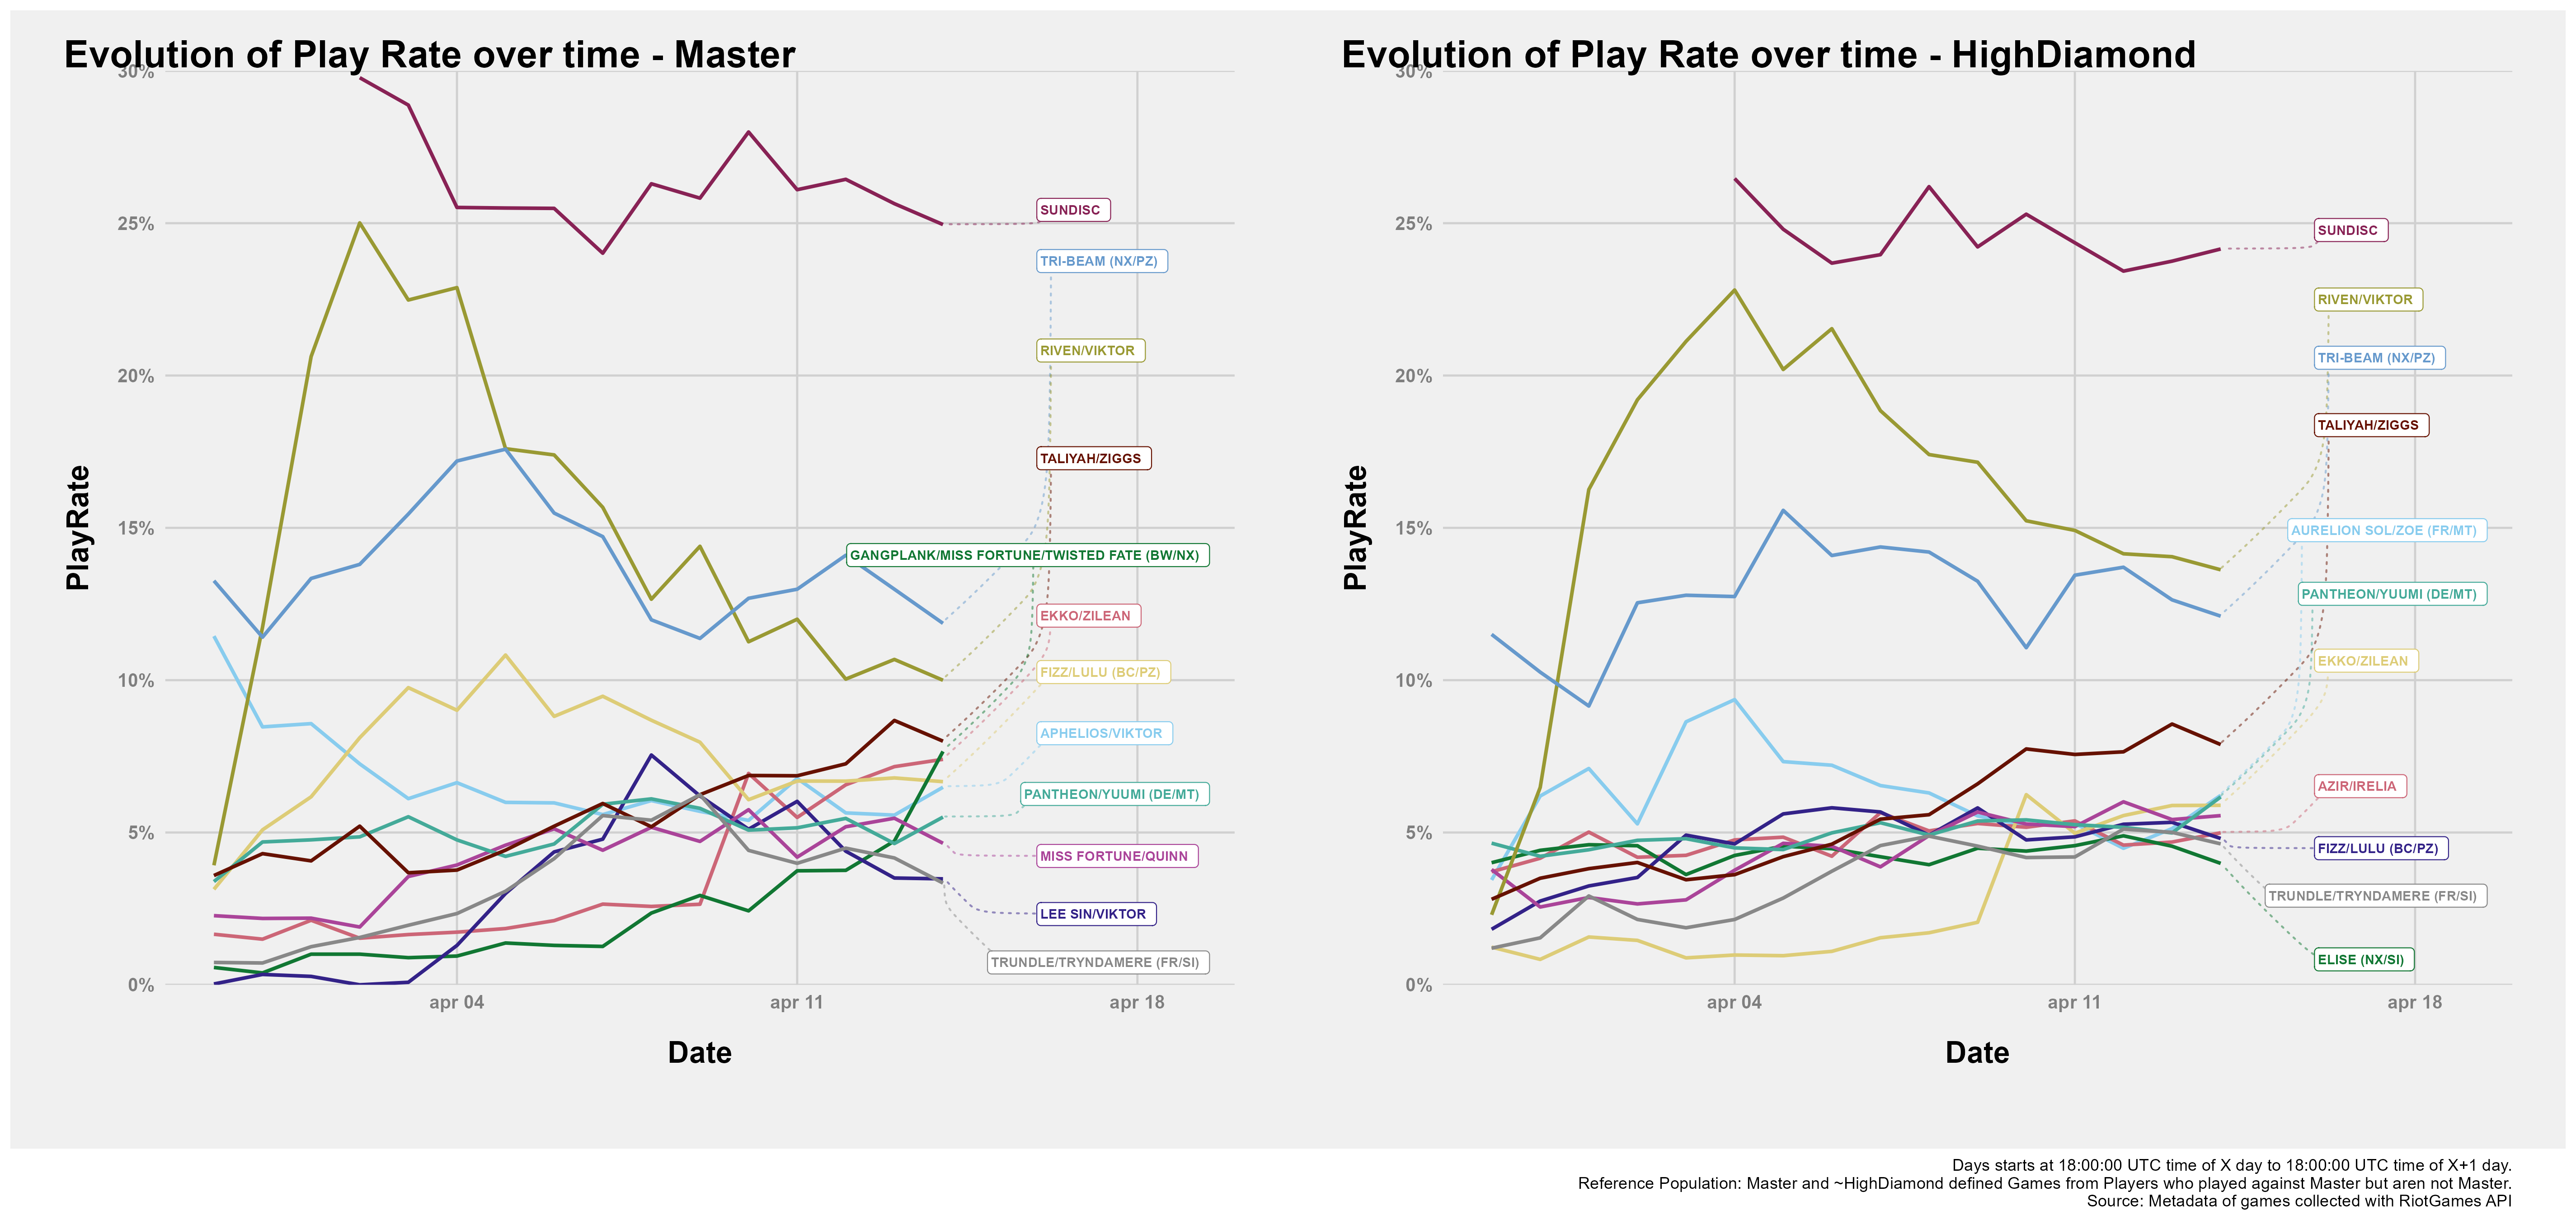 Evolution of Play Rate over time - Master
30%
25%
20%
15%
10%
5%
0%
PlayRate
SUNDISC
TRI-BEAM (NX/PZ)
RIVEN/VIKTOR
TALIYAH/ZIGGS
GANGPLANK/MISS FORTUNE/TWISTED FATE (BW/NX)
EKKO/ZILEAN
FIZZ/LULU (BC/PZ)
APHELIOS/VIKTOR
PANTHEON/YUUMI (DE/MT)
MISS FORTUNE/QUINN
LEE SIN/VIKTOR
TRUNDLE/TRYNDAMERE (FR/SI)
apr 04
apr 11
apr 18
Date
Evolution of Play Rate over time - HighDiamond
30%
25%
20%
15%
10%
5%
0%
PlayRate
SUNDISC
RIVEN/VIKTOR
TRI-BEAM (NX/PZ)
TALIYAH/ZIGGS
AURELION SOL/ZOE (FR/MT)
PANTHEON/YUUMI (DE/MT)
EKKO/ZILEAN
AZIR/IRELIA
FIZZ/LULU (BC/PZ)
TRUNDLE/TRYNDAMERE (FR/SI)
ELISE (NX/SI)
apr 04
apr 11
apr 18
Date
Days starts at 18:00:00 UTC time of X day to 18:00:00 UTC time of X+1 day.
Reference Population: Master and ~HighDiamond defined Games from Players who played against Master but aren not Master.
Source: Metadata of games collected with RiotGames API